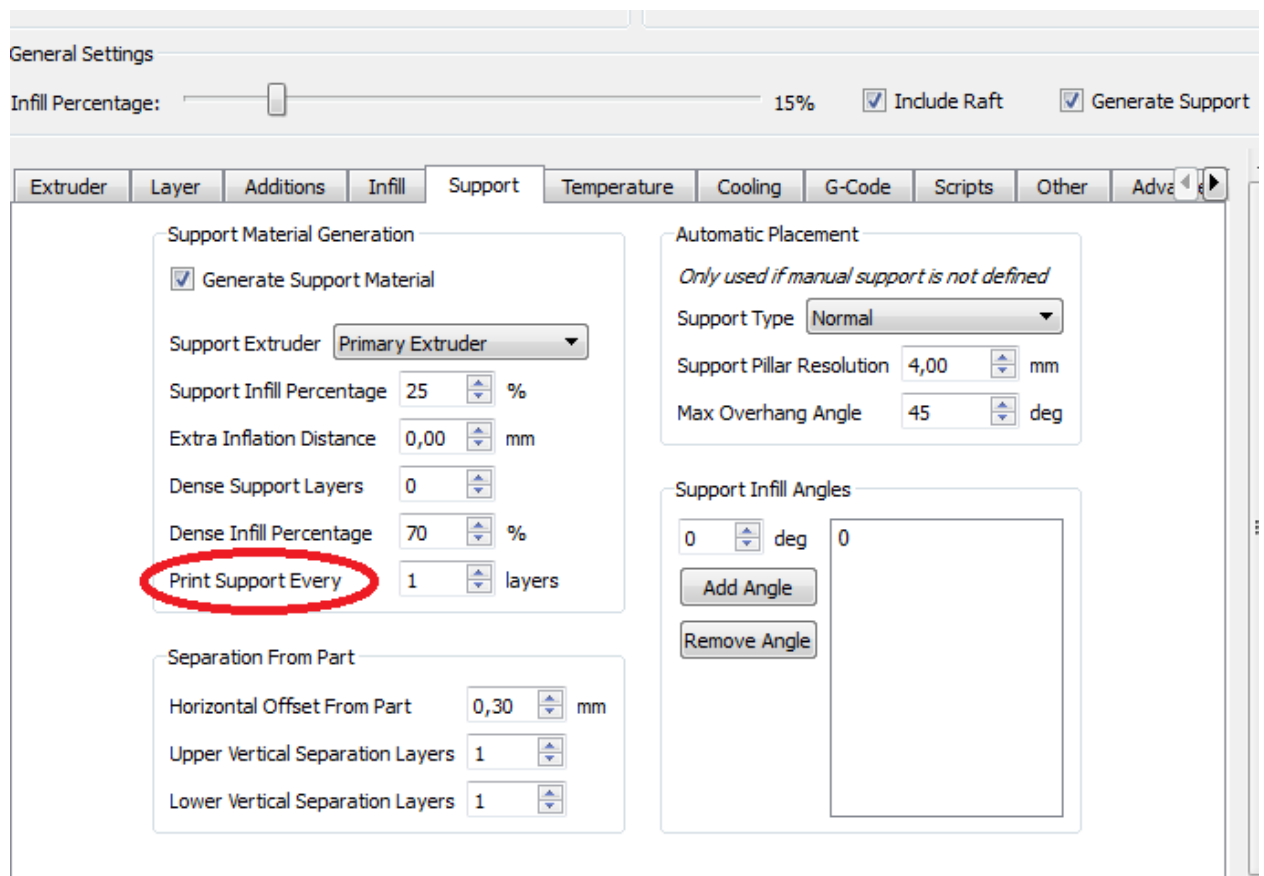 General Settings
Infill Percentage: 15% Include Raft Generate Support
Extruder Layer Additions Infill Support Temperature Cooling G-Code Scripts Other
Support Material Generation
Generate Support Material
Support Extruder Primary Extruder
Support Infill Percentage 25 %
Extra Inflation Distance 0,00 mm
Dense Support Layers 0
Dense Infill Percentage 70 %
Print Support Every 1 layers
Separation From Part
Horizontal Offset From Part 0,30 mm
Upper Vertical Separation Layers 1
Lower Vertical Separation Layers 1
Automatic Placement
Only used if manual support is not defined
Support Type Normal
Support Pillar Resolution 4,00 mm
Max Overhang Angle 45 deg
Support Infill Angles
0 deg 0
Add Angle
Remove Angle